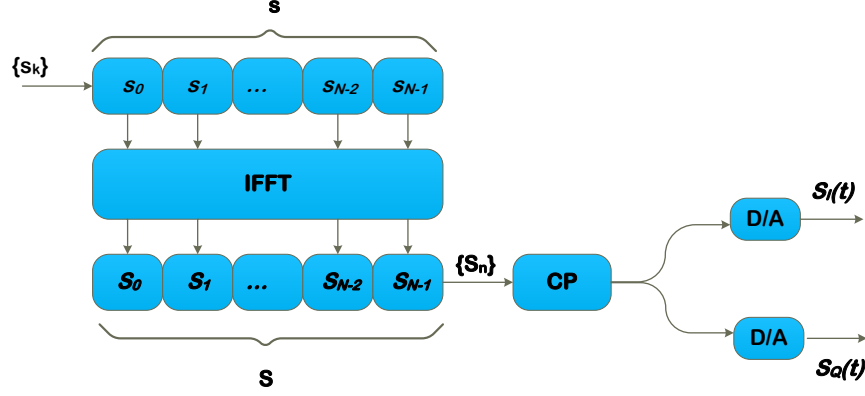 s
{sk}
s0 s1 ... sN-2 sN-1
IFFT
S0 S1 ... SN-2 SN-1
{Sn}
CP
D/A
SI(t)
D/A
SQ(t)
S